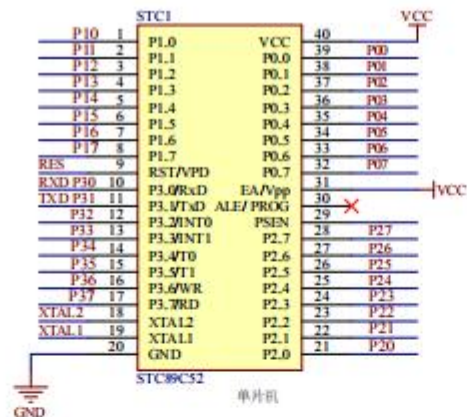 STC1
P10 1 P1.0 VCC 40 VCC
P11 2 P1.1 P0.0 39 P00
P12 3 P1.2 P0.1 38 P01
P13 4 P1.3 P0.2 37 P02
P14 5 P1.4 P0.3 36 P03
P15 6 P1.5 P0.4 35 P04
P16 7 P1.6 P0.5 34 P05
P17 8 P1.7 P0.6 33 P06
RES 9 RST/VPD P0.7 32 P07
RXD P30 10 P3.0/RxD EA/Vpp 31 VCC
TXD P31 11 P3.1/TxD ALE/PROG 30
P32 12 P3.2/INT0 PSEN 29
P33 13 P3.3/INT1 P2.7 28 P27
P34 14 P3.4/T0 P2.6 27 P26
P35 15 P3.5/T1 P2.5 26 P25
P36 16 P3.6/WR P2.4 25 P24
P37 17 P3.7/RD P2.3 24 P23
XTAL2 18 XTAL2 P2.2 23 P22
XTAL1 19 XTAL1 P2.1 22 P21
20 GND P2.0 21 P20
STC89C52
单片机
GND